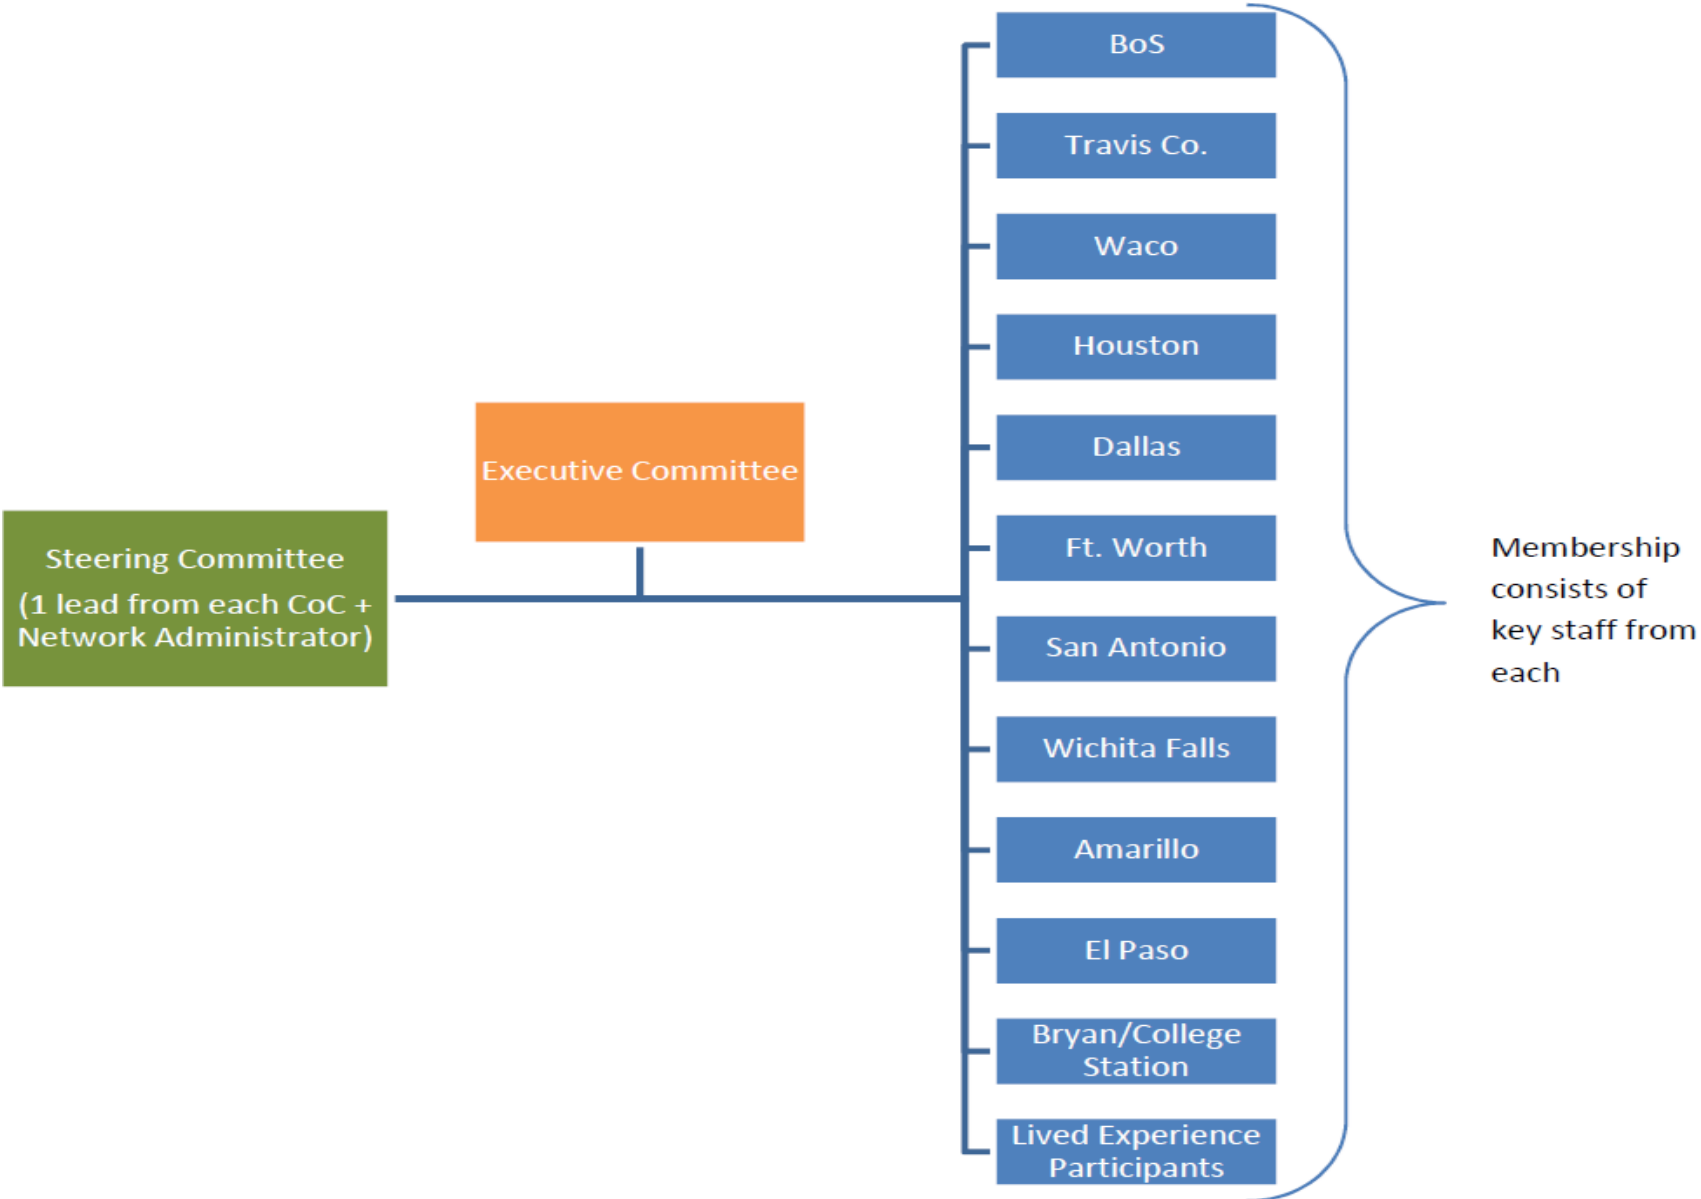 BoS
Travis Co.
Waco
Houston
Dallas
Ft. Worth
San Antonio
Wichita Falls
Amarillo
El Paso
Bryan/College
Station
Lived Experience
Participants
Executive Committee
Steering Committee
(1 lead from each CoC +
Network Administrator)
Membership
consists of
key staff from
each